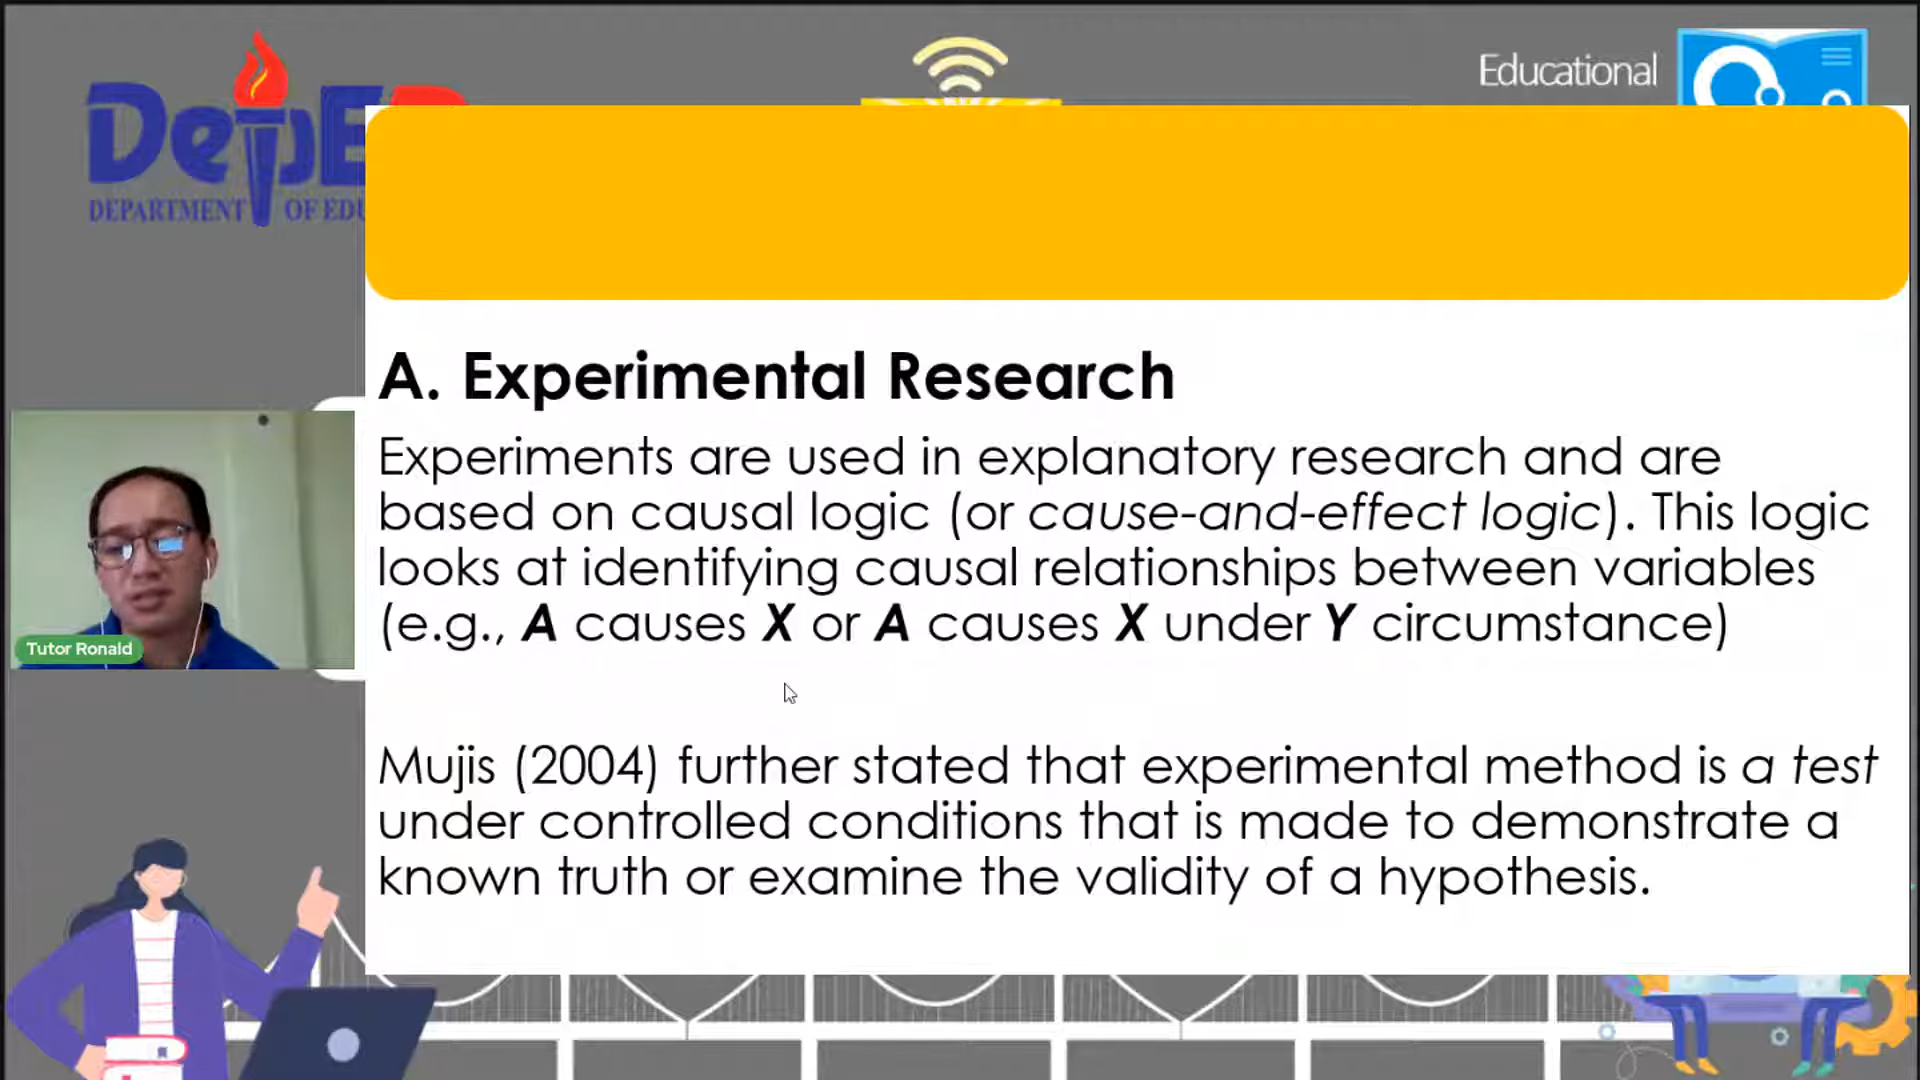 DepE
DEPARTMENT OF EDU
Educational
A. Experimental Research
Experiments are used in explanatory research and are
based on causal logic (or cause-and-effect logic). This logic
looks at identifying causal relationships between variables
(e.g., A causes X or A causes X under Y circumstance)
Mujis (2004) further stated that experimental method is a test
under controlled conditions that is made to demonstrate a
known truth or examine the validity of a hypothesis.
Tutor Ronald